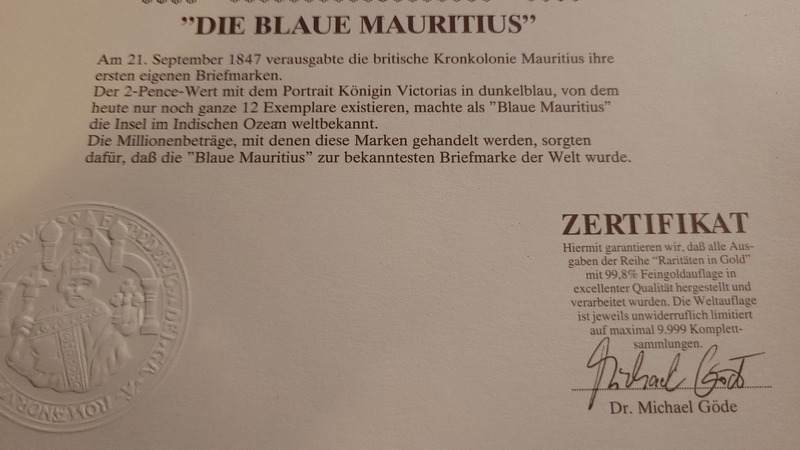 "DIE BLAUE MAURITIUS"
Am 21. September 1847 verausgabte die britische Kronkolonie Mauritius ihre
ersten eigenen Briefmarken.
Der 2-Pence-Wert mit dem Portrait Königin Victorias in dunkelblau, von dem
heute nur noch ganze 12 Exemplare existieren, machte als "Blaue Mauritius"
die Insel im Indischen Ozean weltbekannt.
Die Millionenbeträge, mit denen diese Marken gehandelt werden, sorgten
dafür, daß die "Blaue Mauritius" zur bekanntesten Briefmarke der Welt wurde.
ZERTIFIKAT
Hiermit garantieren wir, daß alle Aus-
gaben der Reihe "Raritäten in Gold"
mit 99,8% Feingoldauflage in
excellenter Qualität hergestellt und
verarbeitet wurden. Die Weltauflage
ist jeweils unwiderruflich limitiert
auf maximal 9.999 Komplett-
sammlungen.
Michael Göde
Dr. Michael Göde